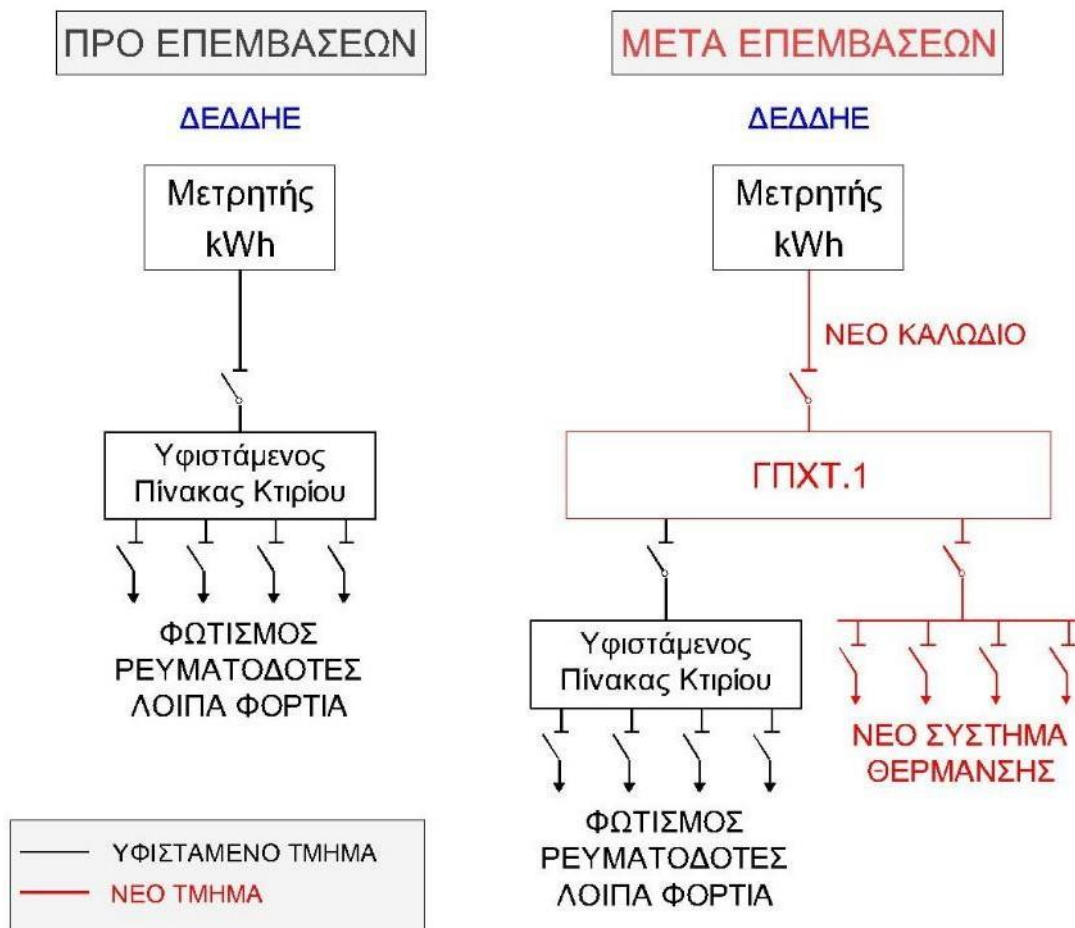 ΠΡΟ ΕΠΕΜΒΑΣΕΩΝ
ΔΕΔΔΗΕ
Μετρητής
kWh
Υφιστάμενος
Πίνακας Κτιρίου
ΦΩΤΙΣΜΟΣ
ΡΕΥΜΑΤΟΔΟΤΕΣ
ΛΟΙΠΑ ΦΟΡΤΙΑ
ΥΦΙΣΤΑΜΕΝΟ ΤΜΗΜΑ
ΝΕΟ ΤΜΗΜΑ
ΜΕΤΑ ΕΠΕΜΒΑΣΕΩΝ
ΔΕΔΔΗΕ
Μετρητής
kWh
ΝΕΟ ΚΑΛΩΔΙΟ
ΓΠΧΤ.1
Υφιστάμενος
Πίνακας Κτιρίου
ΦΩΤΙΣΜΟΣ
ΡΕΥΜΑΤΟΔΟΤΕΣ
ΛΟΙΠΑ ΦΟΡΤΙΑ
ΝΕΟ ΣΥΣΤΗΜΑ
ΘΕΡΜΑΝΣΗΣ